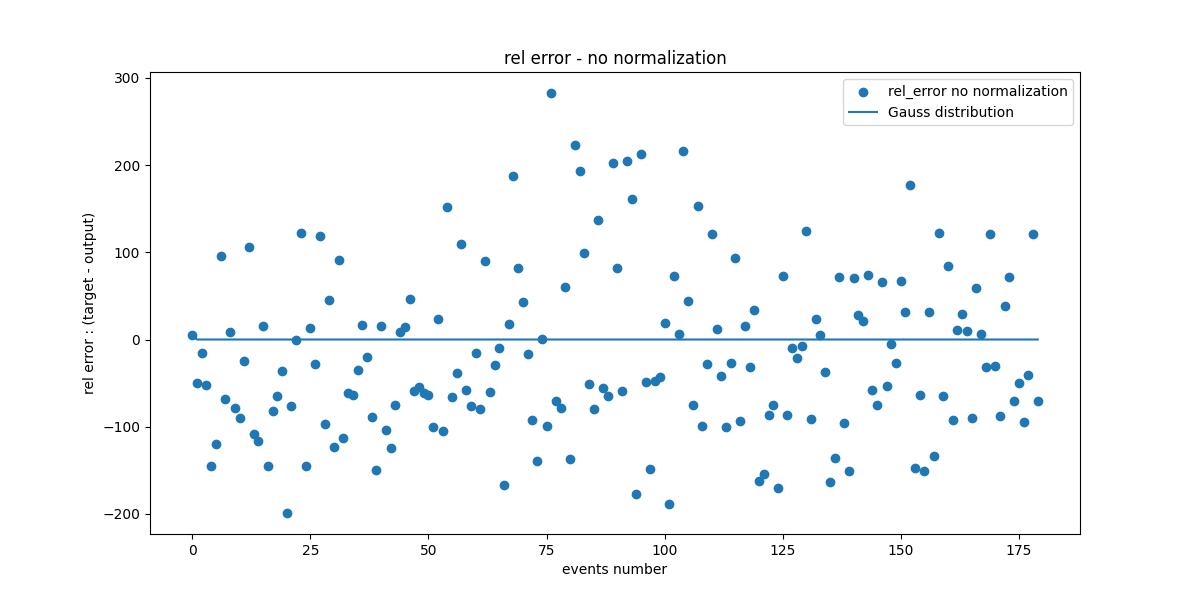 rel error - no normalization
rel_error no normalization
Gauss distribution
rel error : (target - output)
300
200
100
0
−100
−200
0 25 50 75 100 125 150 175
events number